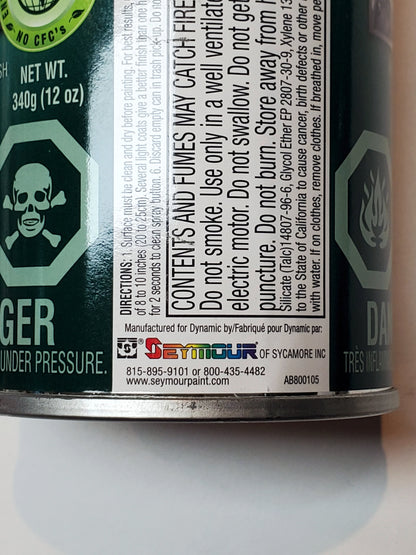 NO CFC's
NET WT.
340g (12 oz)
GER
UNDER PRESSURE.
DIRECTIONS: 1. Surface must be clean and dry before painting. For best results,
of 8 to 10 inches (20 to 25cm). Several light coats give a better finish than one
for 2 seconds to clean spray button. 6. Discard empty can in trash pick-up. Do
CONTENTS AND FUMES MAY CATCH FIRE
Do not smoke. Use only in a well ventilate
electric motor. Do not swallow. Do not get
puncture. Do not burn. Store away from
Silicate (Talc)14807-96-6, Glycol Ether EP 2807-30-9, Xylene 13
to the State of California to cause cancer, birth defects or other
with water. If on clothes, remove clothes. If breathed in, move pe
Manufactured for Dynamic by/Fabriqué pour Dynamic par:
SEYMOUR® OF SYCAMORE INC
815-895-9101 or 800-435-4482
www.seymourpaint.com
AB800105
DA
TRÈS INFLA